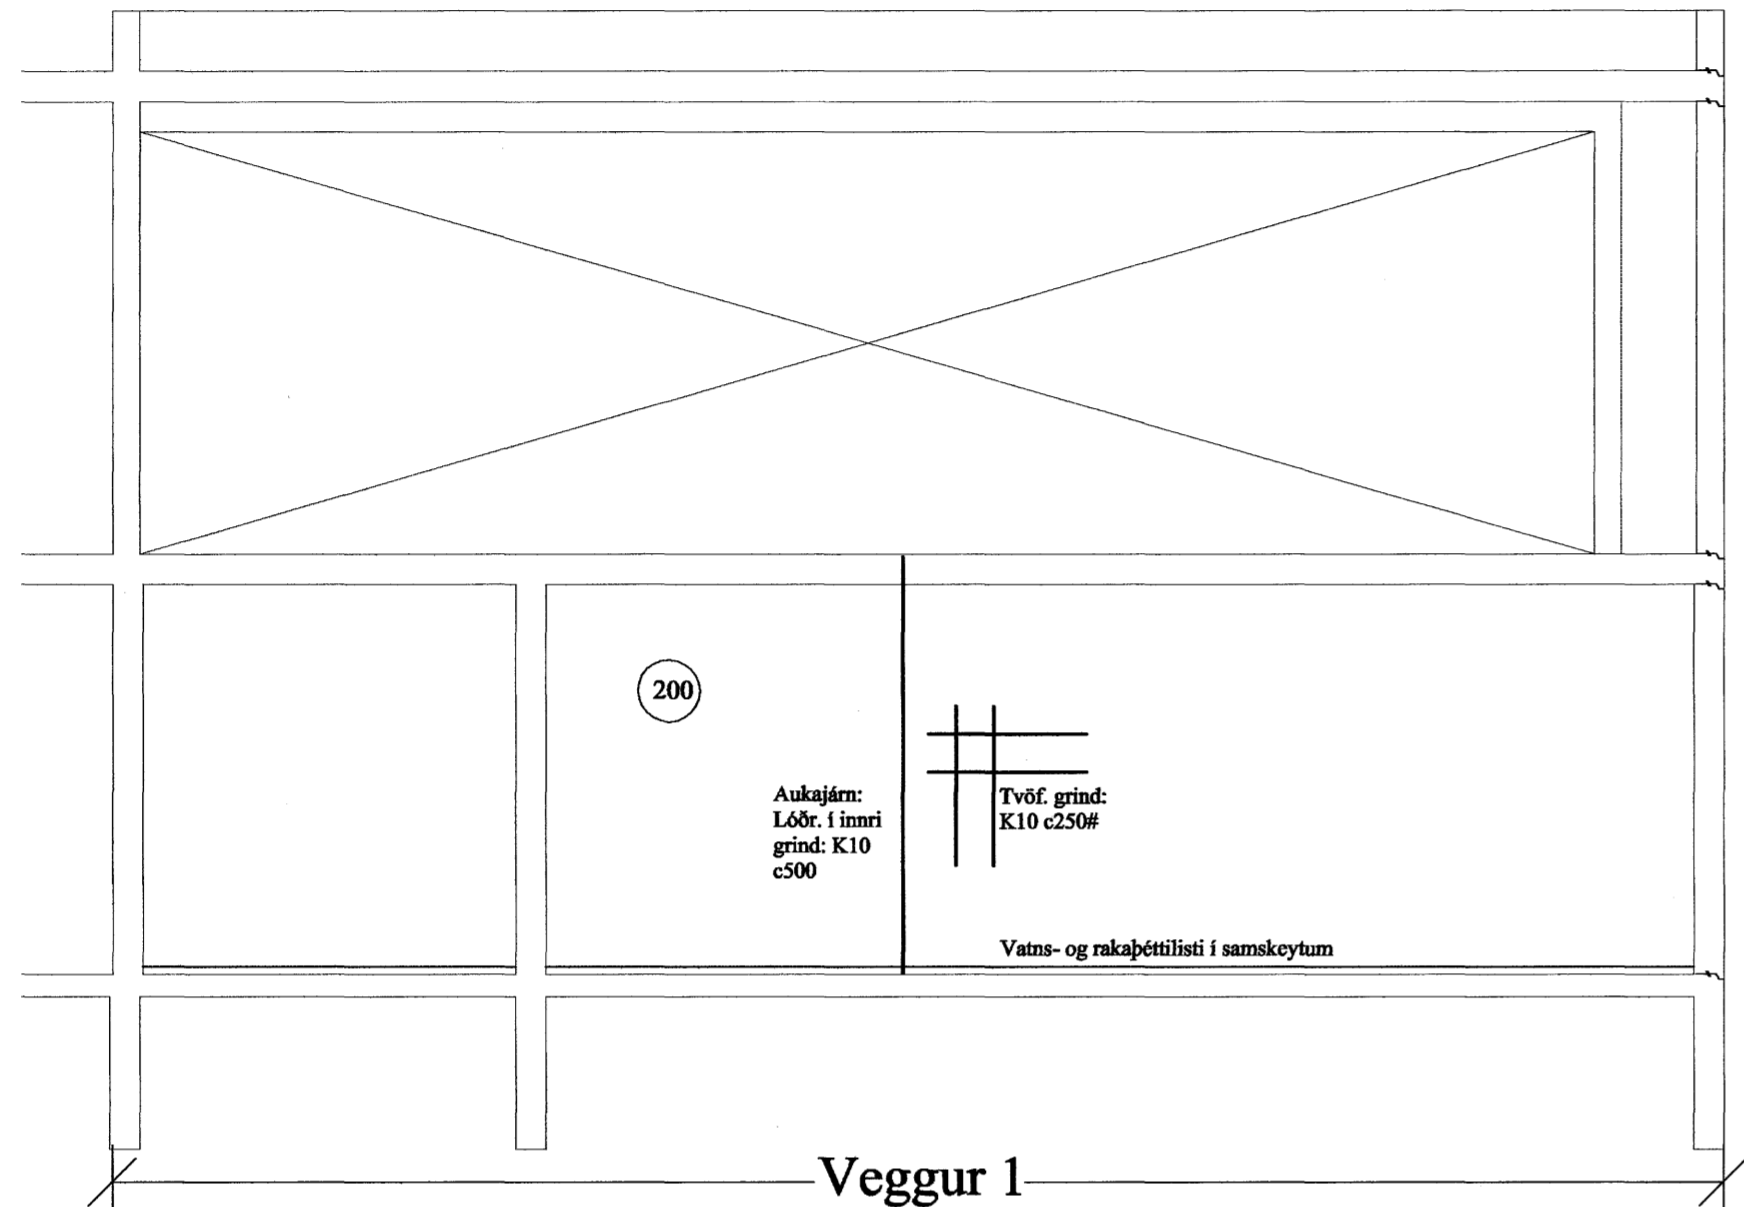 200
Aukajárn:
Lóðr. í innri
grind: K10
c500
Tvöf. grind:
K10 c250#
Vatns- og rakaþéttilisti í samskeytum
Veggur 1